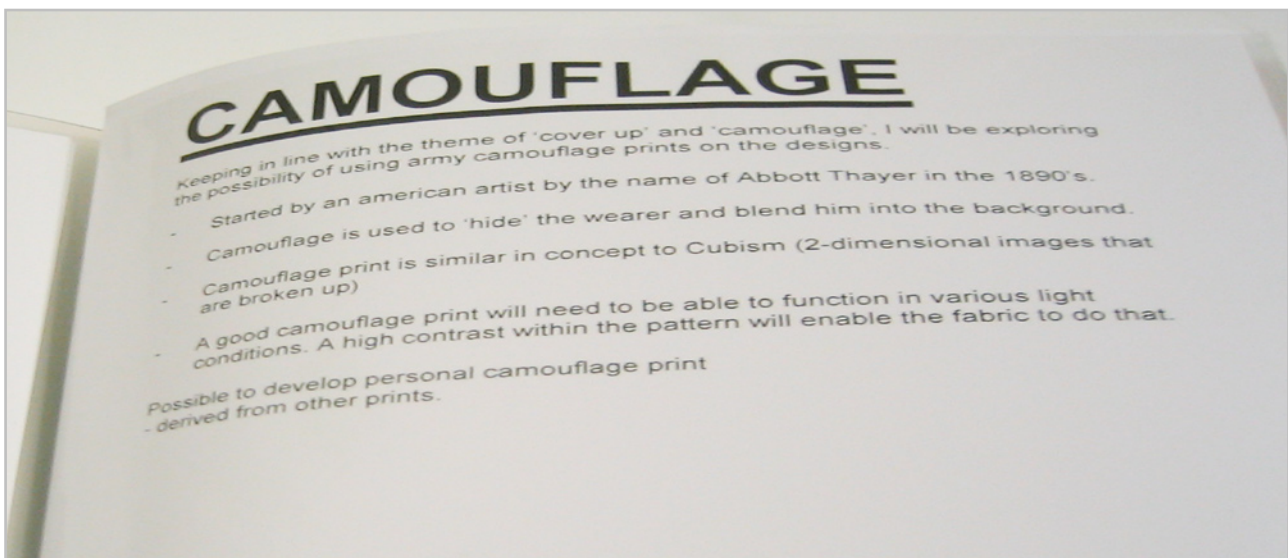 CAMOUFLAGE
Keeping in line with the theme of 'cover up' and 'camouflage', I will be exploring
the possibility of using army camouflage prints on the designs.
- Started by an american artist by the name of Abbott Thayer in the 1890's.
- Camouflage is used to 'hide' the wearer and blend him into the background.
- Camouflage print is similar in concept to Cubism (2-dimensional images that
are broken up)
- A good camouflage print will need to be able to function in various light
conditions. A high contrast within the pattern will enable the fabric to do that.
Possible to develop personal camouflage print
- derived from other prints.